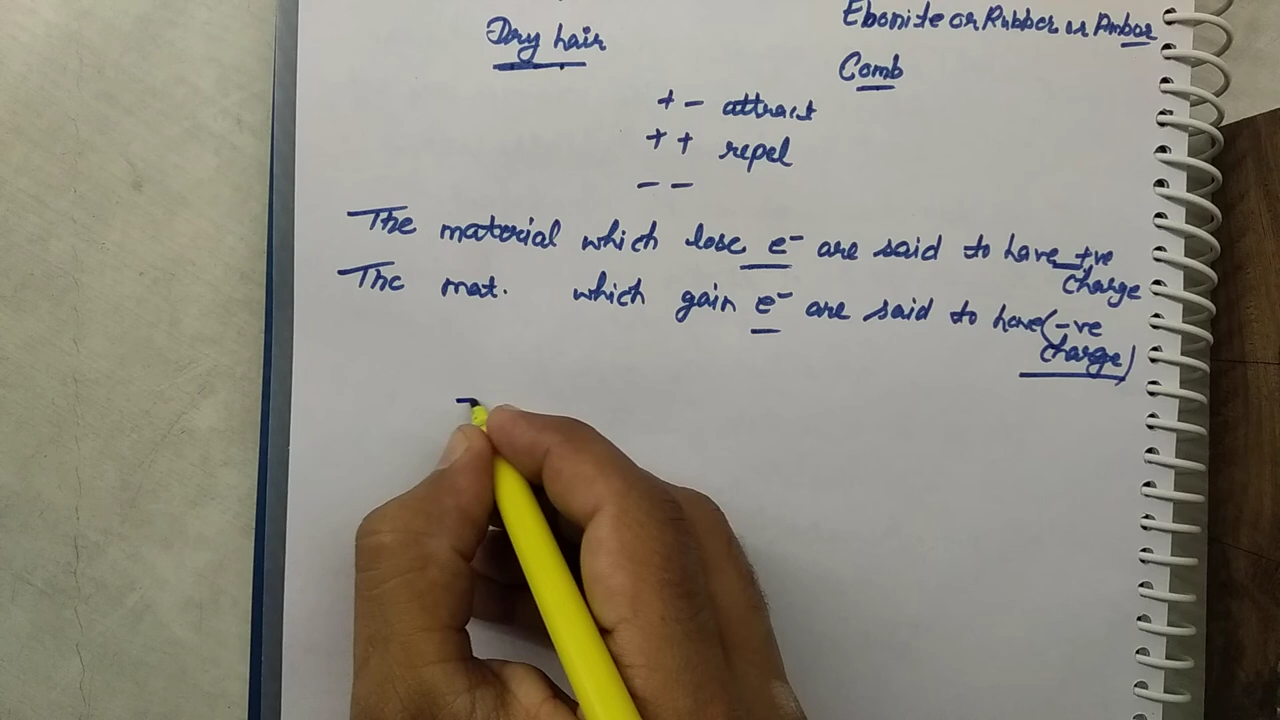 Ebonite or Rubber or Ambar
Dry hair
Comb
+ - attract
+ + repel
- -
The material which lose e- are said to have +ve
charge
The mat. which gain e- are said to have (-ve
charge)